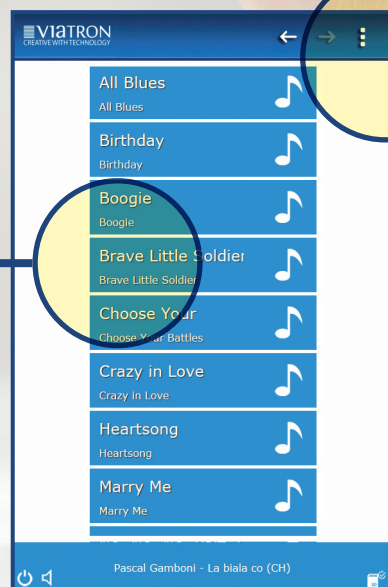 VIATRON
CREATIVE WITH TECHNOLOGY
All Blues
All Blues
Birthday
Birthday
Boogie
Boogie
Brave Little Soldier
Brave Little Soldier
Choose Your
Choose Your Battles
Crazy in Love
Crazy in Love
Heartsong
Heartsong
Marry Me
Marry Me
Pascal Gamboni - La biala co (CH)